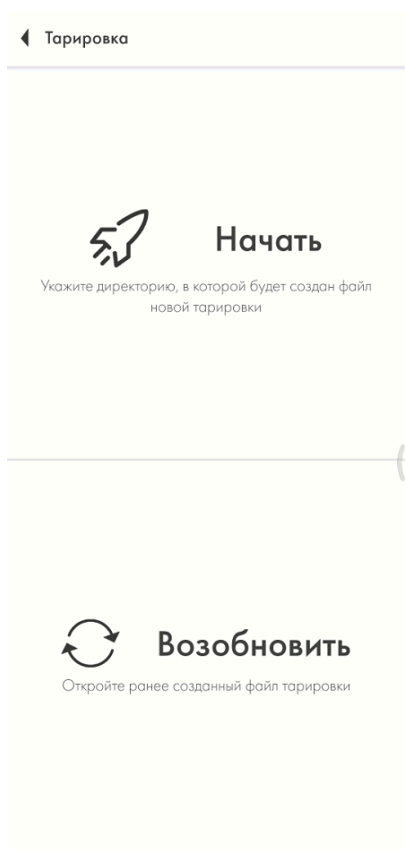 Тарировка
Начать
Укажите директорию, в которой будет создан файл
новой тарировки
Возобновить
Откройте ранее созданный файл тарировки